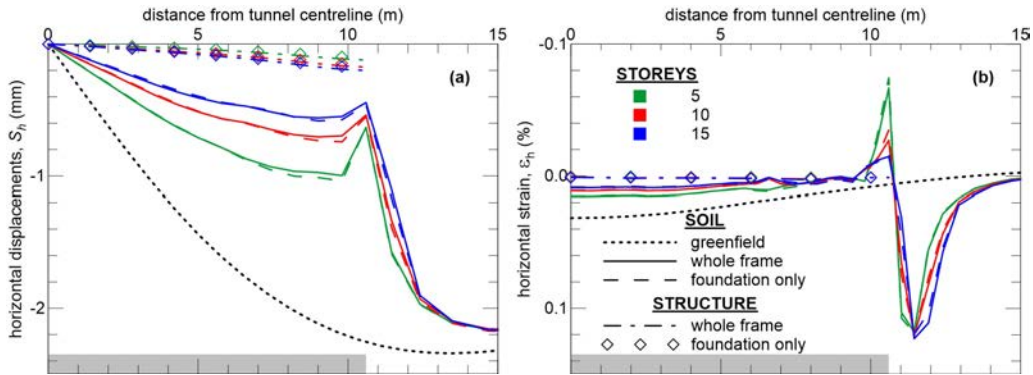 distance from tunnel centreline (m)
0 5 10 15
0
-1
-2
horizontal displacements, Sₕ (mm)
(a)
distance from tunnel centreline (m)
0 5 10 15
-0.1
0.0
0.1
horizontal strain, εₕ (%)
(b)
STOREYS
5
10
15
SOIL
greenfield
whole frame
foundation only
STRUCTURE
whole frame
foundation only